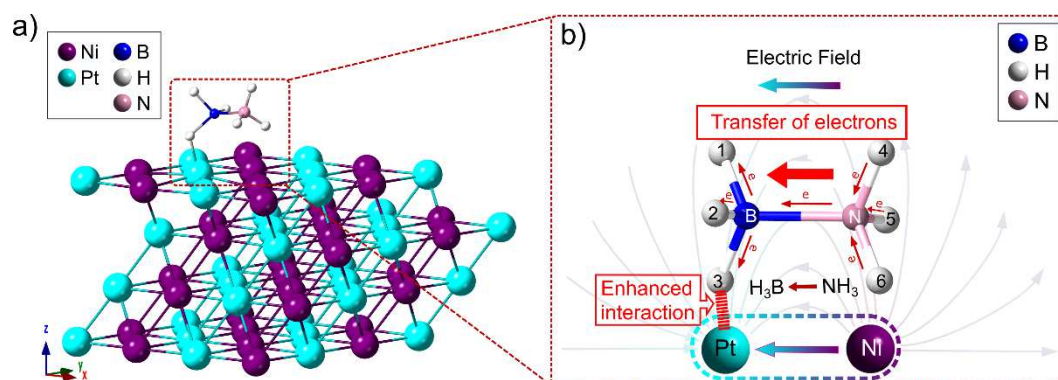 a)
Ni
B
Pt
H
N
z
y
x
b)
Electric Field
B
H
N
Transfer of electrons
1
4
e
e
e
e
2
B
N
e
5
e
e
3
6
H₃B
NH₃
Enhanced
interaction
Pt
Ni